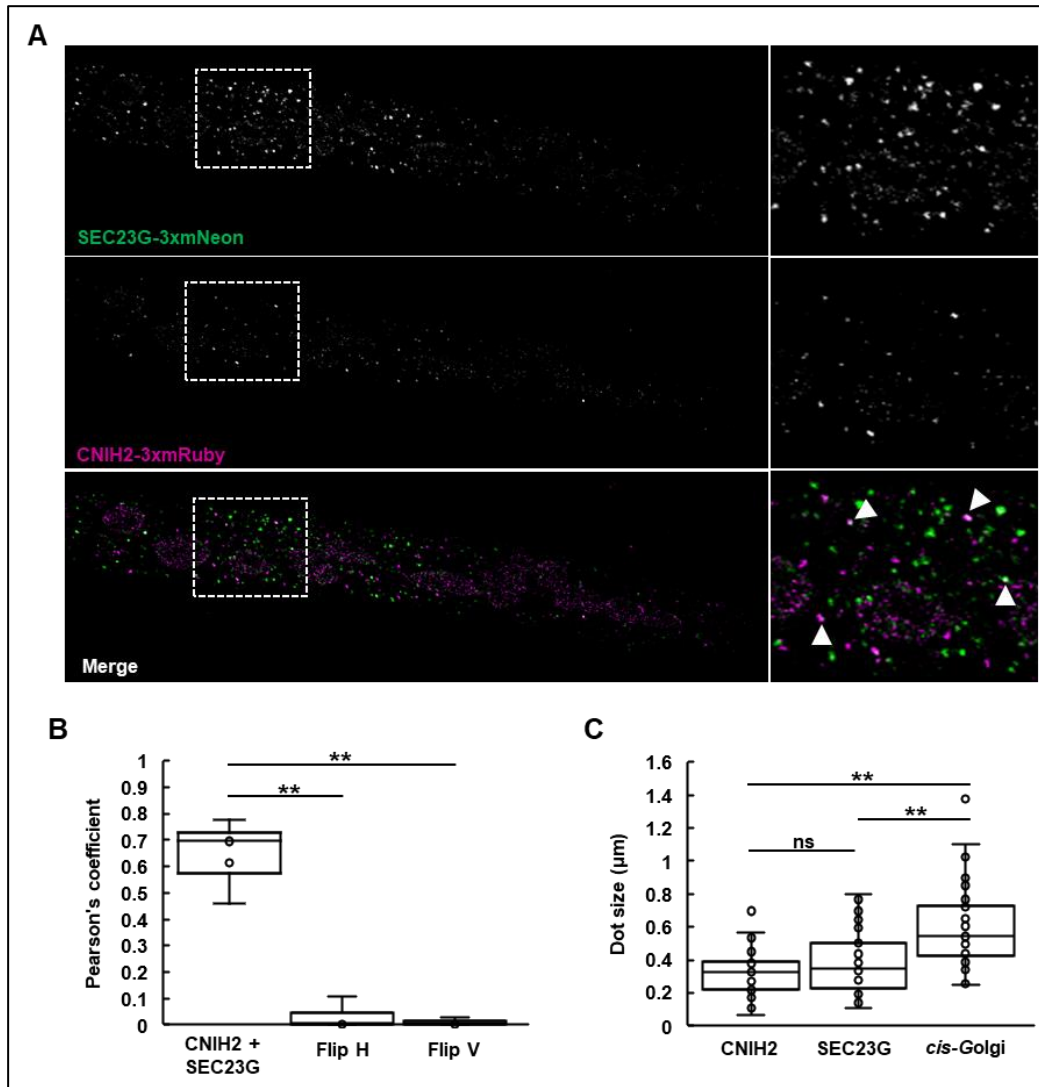 A
SEC23G-3xmNeon
CNIH2-3xmRuby
Merge
B
Pearson's coefficient
1
0.9
0.8
0.7
0.6
0.5
0.4
0.3
0.2
0.1
0
**
**
CNIH2 +
SEC23G
Flip H
Flip V
C
Dot size (µm)
1.6
1.4
1.2
1
0.8
0.6
0.4
0.2
0
**
**
ns
CNIH2
SEC23G
cis-Golgi